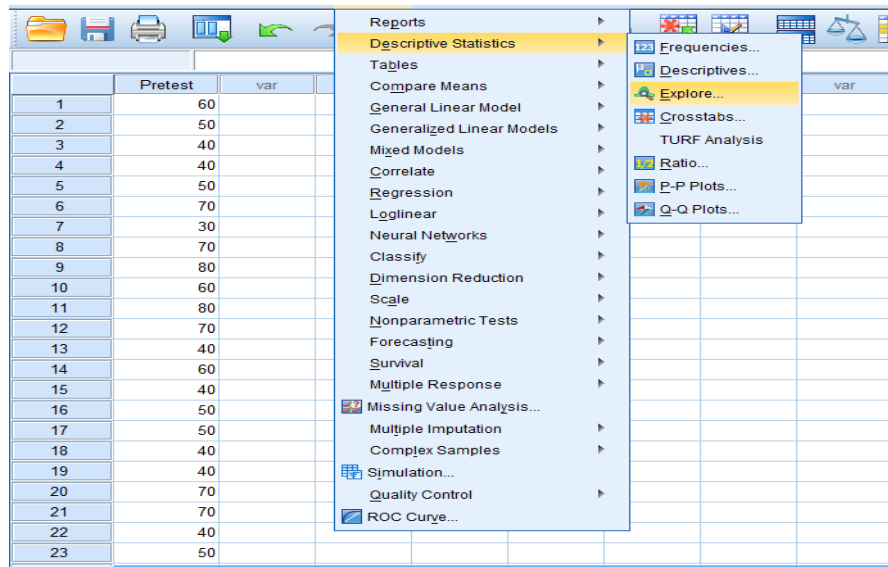 Reports
Descriptive Statistics
Tables
Compare Means
General Linear Model
Generalized Linear Models
Mixed Models
Correlate
Regression
Loglinear
Neural Networks
Classify
Dimension Reduction
Scale
Nonparametric Tests
Forecasting
Survival
Multiple Response
Missing Value Analysis...
Multiple Imputation
Complex Samples
Simulation...
Quality Control
ROC Curve...
123 Frequencies...
Descriptives...
Explore...
Crosstabs...
TURF Analysis
1/2 Ratio...
P-P Plots...
Q-Q Plots...
Pretest var var
1 60
2 50
3 40
4 40
5 50
6 70
7 30
8 70
9 80
10 60
11 80
12 70
13 40
14 60
15 40
16 50
17 50
18 40
19 40
20 70
21 70
22 40
23 50